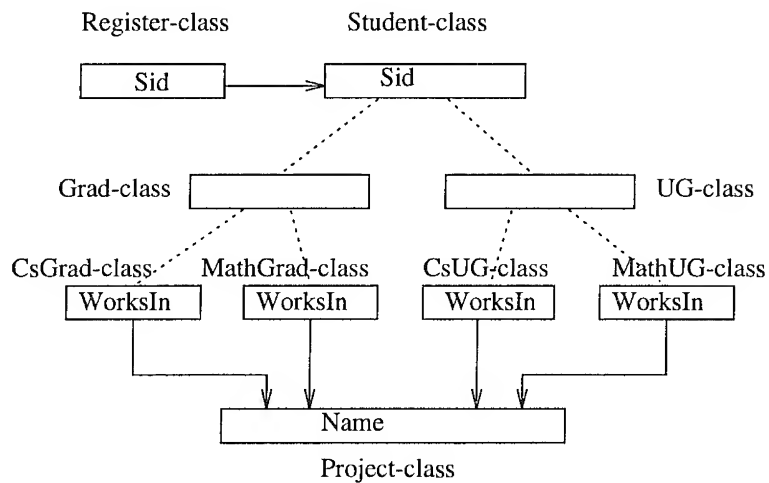 Register-class
Student-class
Sid
Sid
Grad-class
UG-class
CsGrad-class
MathGrad-class
CsUG-class
MathUG-class
WorksIn
WorksIn
WorksIn
WorksIn
Name
Project-class